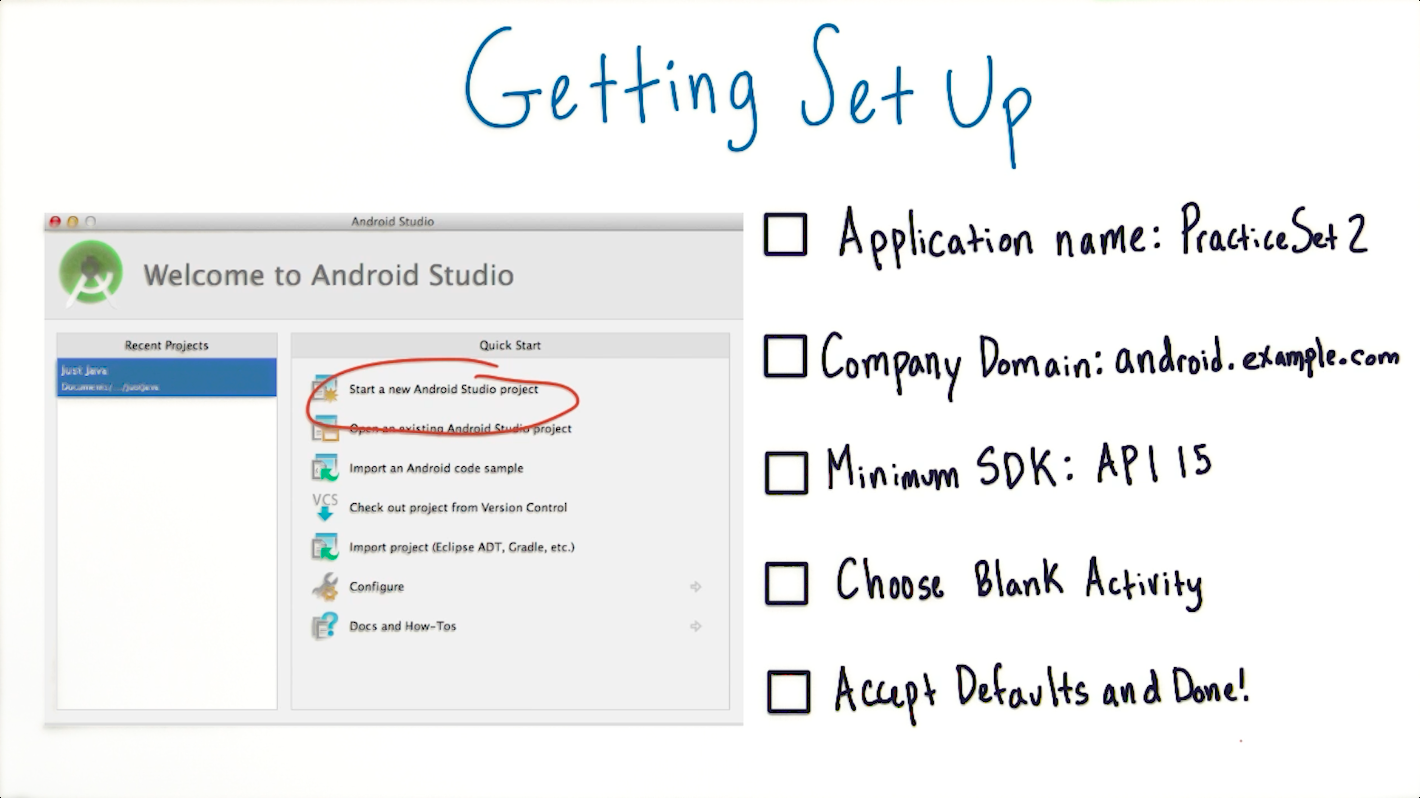 Getting Set Up
Android Studio
Welcome to Android Studio
Recent Projects
Just Java
Documents/.../JustJava
Quick Start
Start a new Android Studio project
Open an existing Android Studio project
Import an Android code sample
VCS
Check out project from Version Control
Import project (Eclipse ADT, Gradle, etc.)
Configure
Docs and How-Tos
Application name: PracticeSet2
Company Domain: android.example.com
Minimum SDK: API 15
Choose Blank Activity
Accept Defaults and Done!